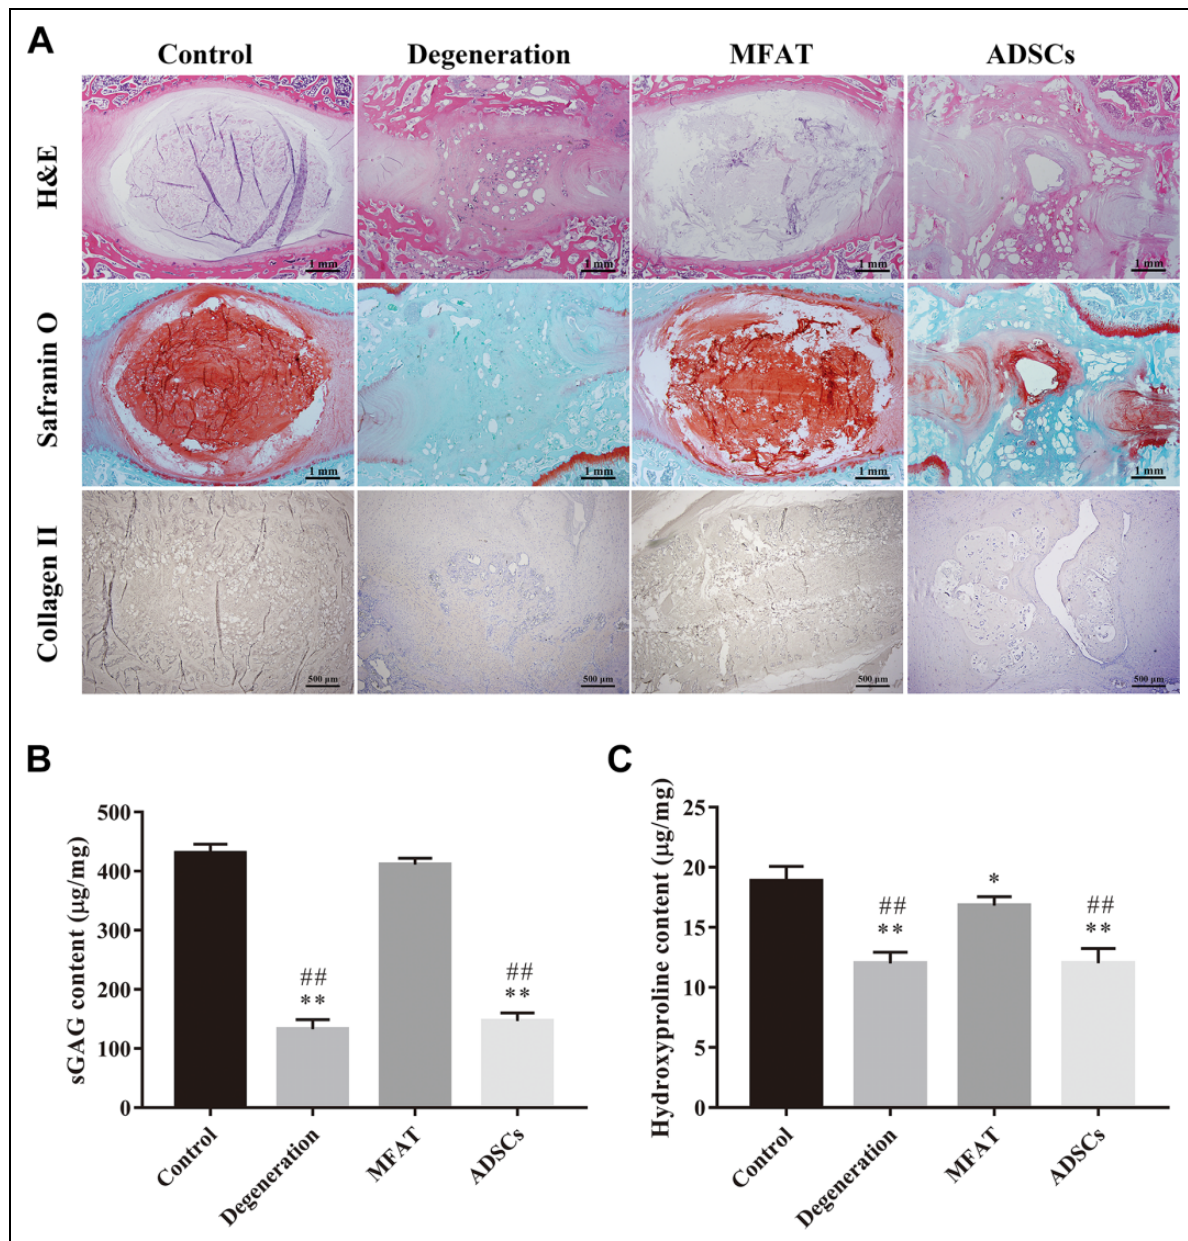 A
Control Degeneration MFAT ADSCs
H&E
1 mm 1 mm 1 mm 1 mm
Safranin O
1 mm 1 mm 1 mm 1 mm
Collagen II
500 μm 500 μm 500 μm 500 μm
B
sGAG content (μg/mg)
500
400
300
200
100
0
##
**
##
**
Control Degeneration MFAT ADSCs
C
Hydroxyproline content (μg/mg)
25
20
15
10
5
0
##
**
*
##
**
Control Degeneration MFAT ADSCs